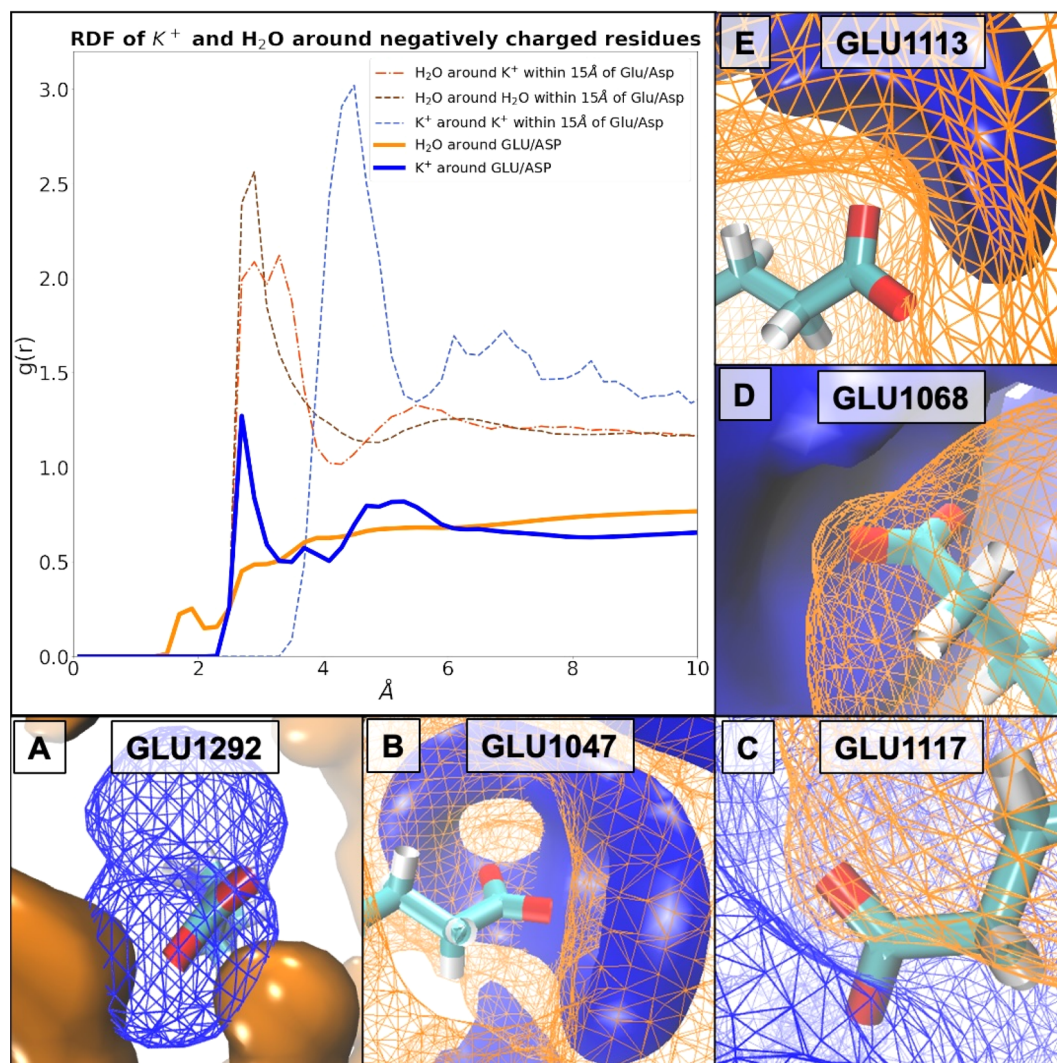 RDF of K⁺ and H₂O around negatively charged residues
H₂O around K⁺ within 15Å of Glu/Asp
H₂O around H₂O within 15Å of Glu/Asp
K⁺ around K⁺ within 15Å of Glu/Asp
H₂O around GLU/ASP
K⁺ around GLU/ASP
g(r)
3.0
2.5
2.0
1.5
1.0
0.5
0.0
0 2 4 6 8 10
Å
E GLU1113
D GLU1068
A GLU1292
B GLU1047
C GLU1117